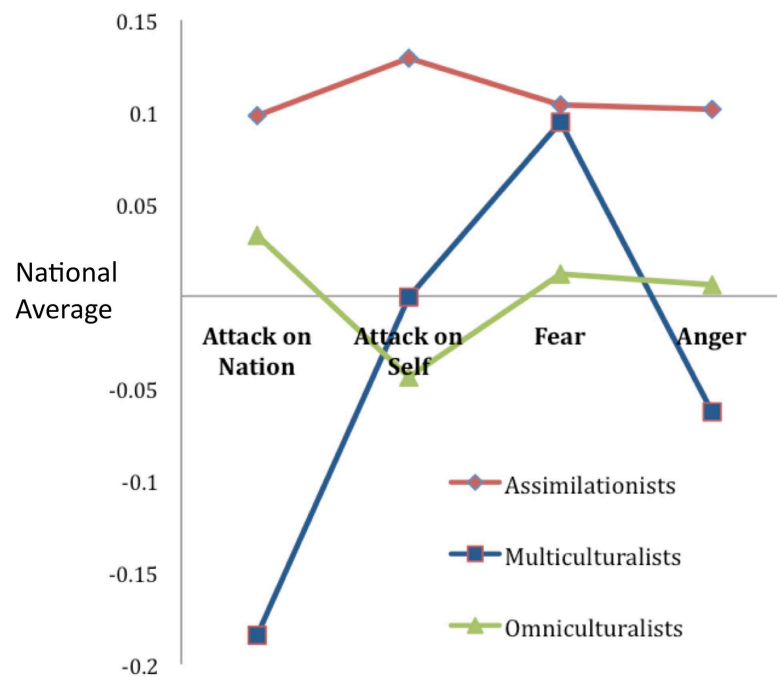 0.15
0.1
0.05
National
Average
-0.05
-0.1
-0.15
-0.2
Attack on
Nation
Attack on
Self
Fear
Anger
Assimilationists
Multiculturalists
Omniculturalists